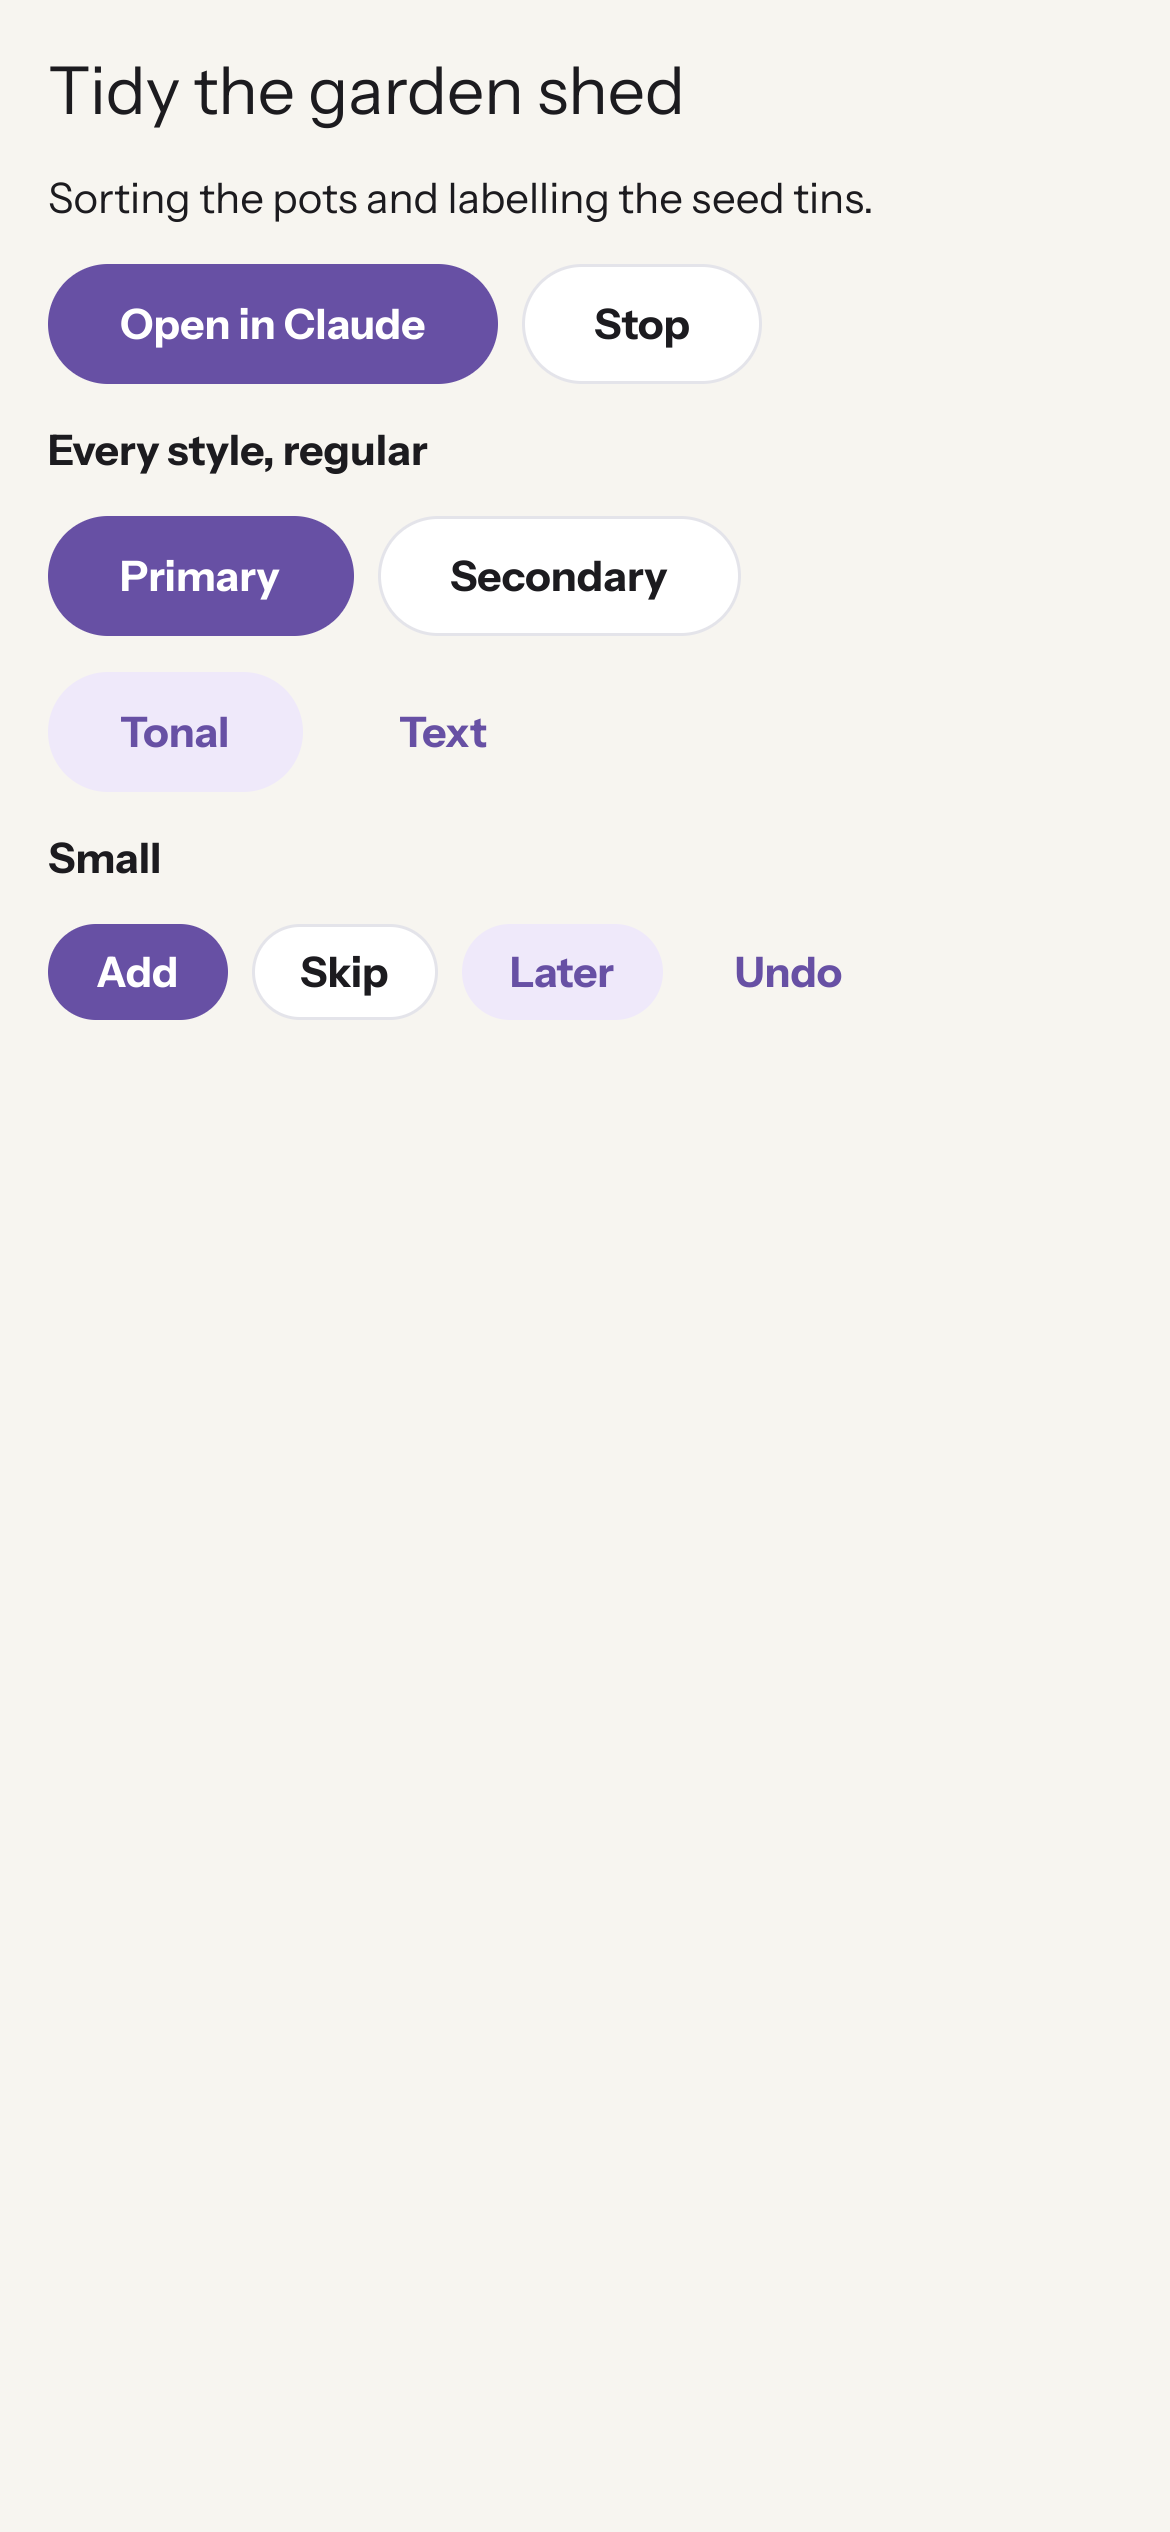 Tidy the garden shed
Sorting the pots and labelling the seed tins.
Open in Claude Stop
Every style, regular
Primary Secondary
Tonal Text
Small
Add Skip Later Undo